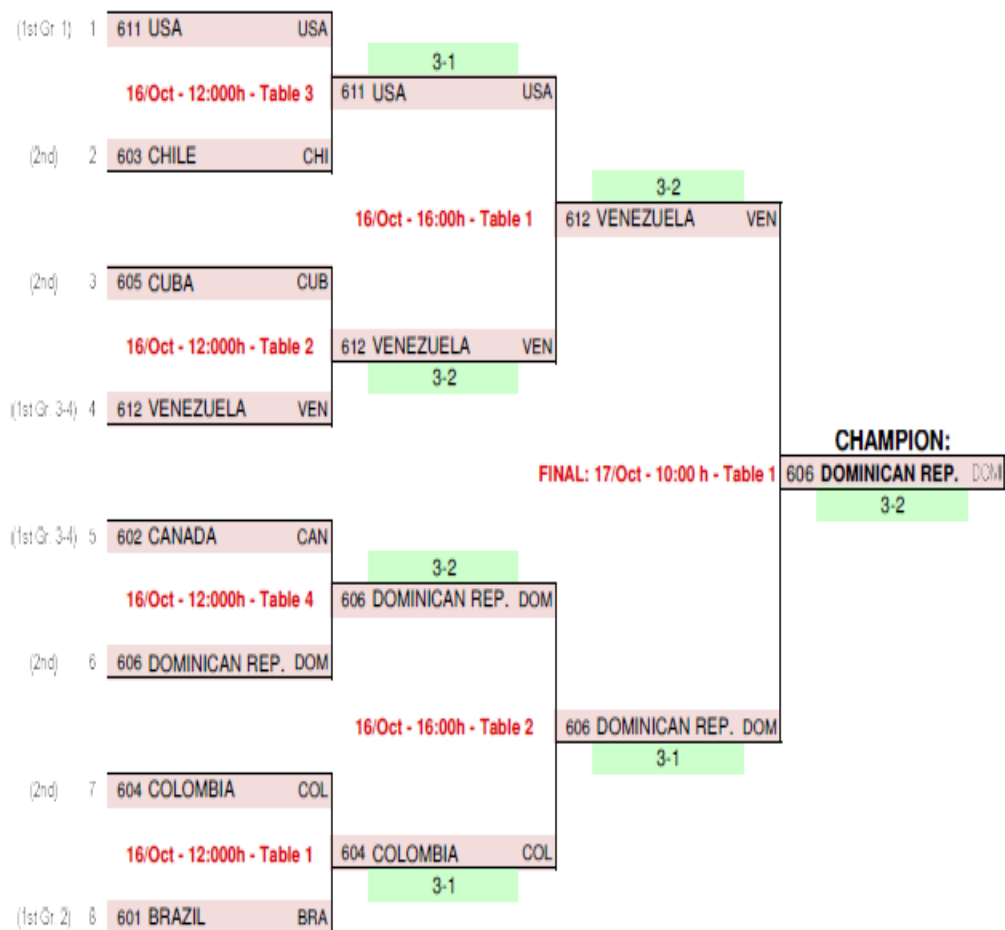 (1st Gr. 1) 1 611 USA USA
3-1
16/Oct - 12:000h - Table 3 611 USA USA
(2nd) 2 603 CHILE CHI
3-2
16/Oct - 16:00h - Table 1 612 VENEZUELA VEN
(2nd) 3 605 CUBA CUB
16/Oct - 12:000h - Table 2 612 VENEZUELA VEN
3-2
(1st Gr. 3-4) 4 612 VENEZUELA VEN
CHAMPION:
FINAL: 17/Oct - 10:00 h - Table 1 606 DOMINICAN REP. DOM
3-2
(1st Gr. 3-4) 5 602 CANADA CAN
3-2
16/Oct - 12:000h - Table 4 606 DOMINICAN REP. DOM
(2nd) 6 606 DOMINICAN REP. DOM
16/Oct - 16:00h - Table 2 606 DOMINICAN REP. DOM
3-1
(2nd) 7 604 COLOMBIA COL
16/Oct - 12:000h - Table 1 604 COLOMBIA COL
3-1
(1st Gr. 2) 8 601 BRAZIL BRA